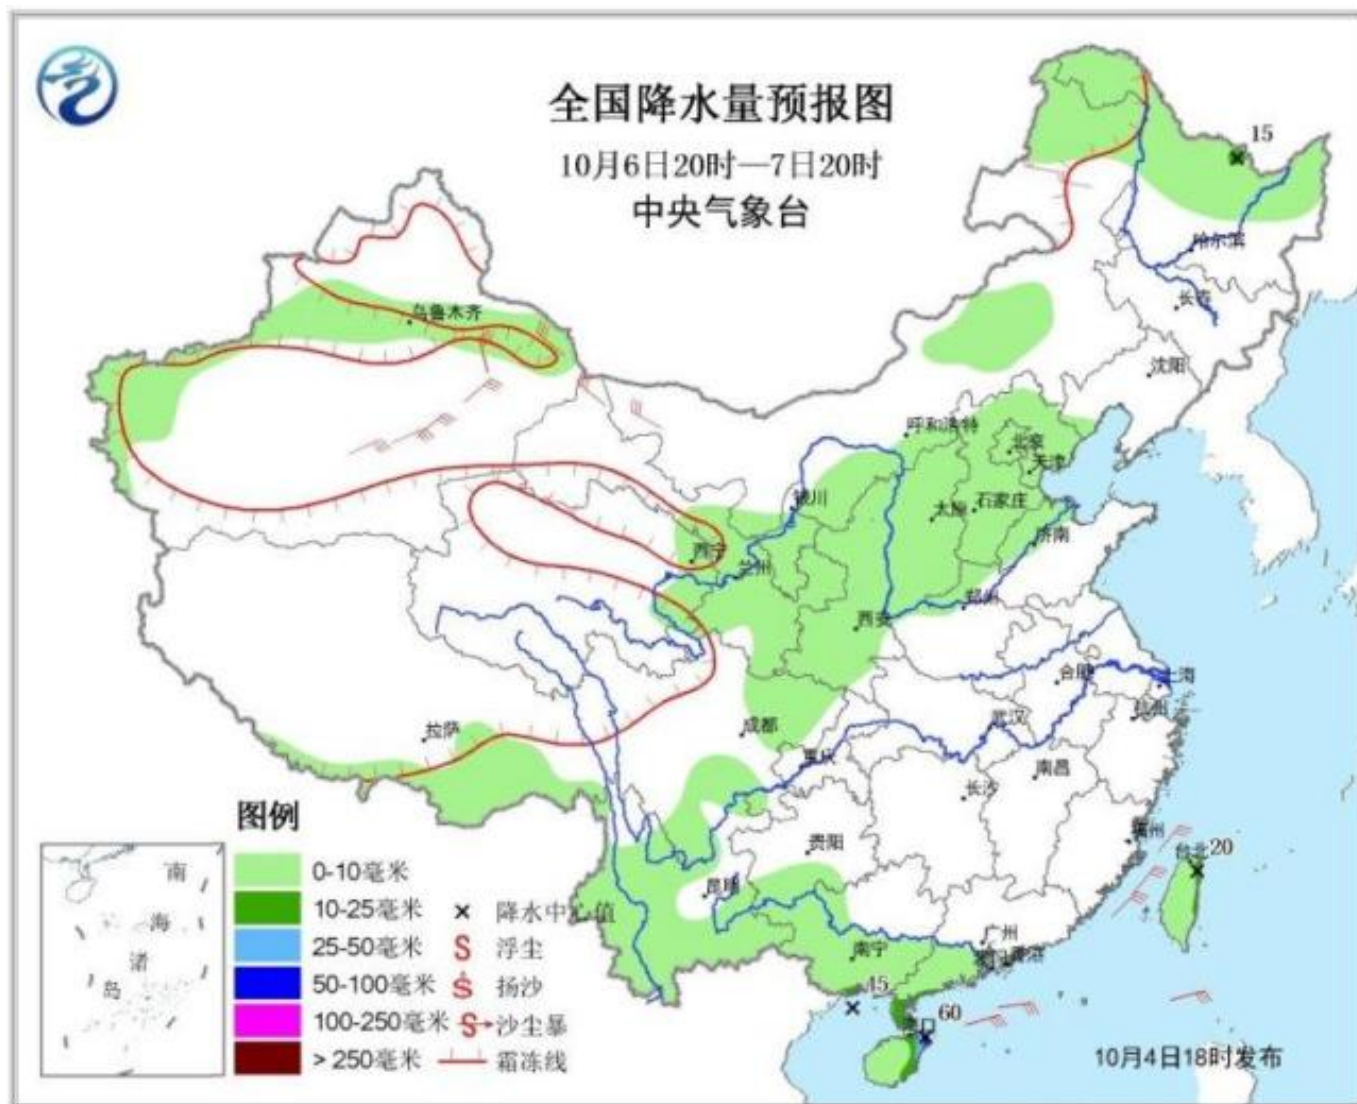 全国降水量预报图
10月6日20时—7日20时
中央气象台
15
哈尔滨
长春
乌鲁木齐
沈阳
呼和浩特
北京
天津
银川
太原
石家庄
济南
西宁
兰州
郑州
西安
合肥
上海
拉萨
成都
武汉
杭州
重庆
南昌
长沙
贵阳
福州
台北20
昆明
广州
南宁
香港
45
60
图例
0-10毫米
10-25毫米
25-50毫米
50-100毫米
100-250毫米
> 250毫米
降水中心值
浮尘
扬沙
沙尘暴
霜冻线
南
海
诸
岛
10月4日18时发布